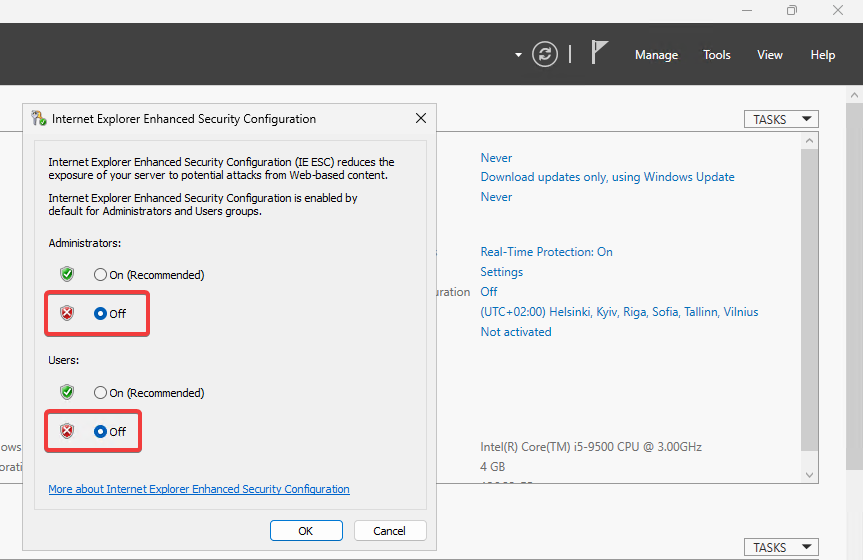 Manage Tools View Help
Internet Explorer Enhanced Security Configuration
TASKS
Internet Explorer Enhanced Security Configuration (IE ESC) reduces the
exposure of your server to potential attacks from Web-based content.
Internet Explorer Enhanced Security Configuration is enabled by
default for Administrators and Users groups.
Administrators:
On (Recommended)
Off
Users:
On (Recommended)
Off
More about Internet Explorer Enhanced Security Configuration
OK Cancel
Never
Download updates only, using Windows Update
Never
Real-Time Protection: On
Settings
uration Off
(UTC+02:00) Helsinki, Kyiv, Riga, Sofia, Tallinn, Vilnius
Not activated
ows Intel(R) Core(TM) i5-9500 CPU @ 3.00GHz
orati 4 GB
TASKS